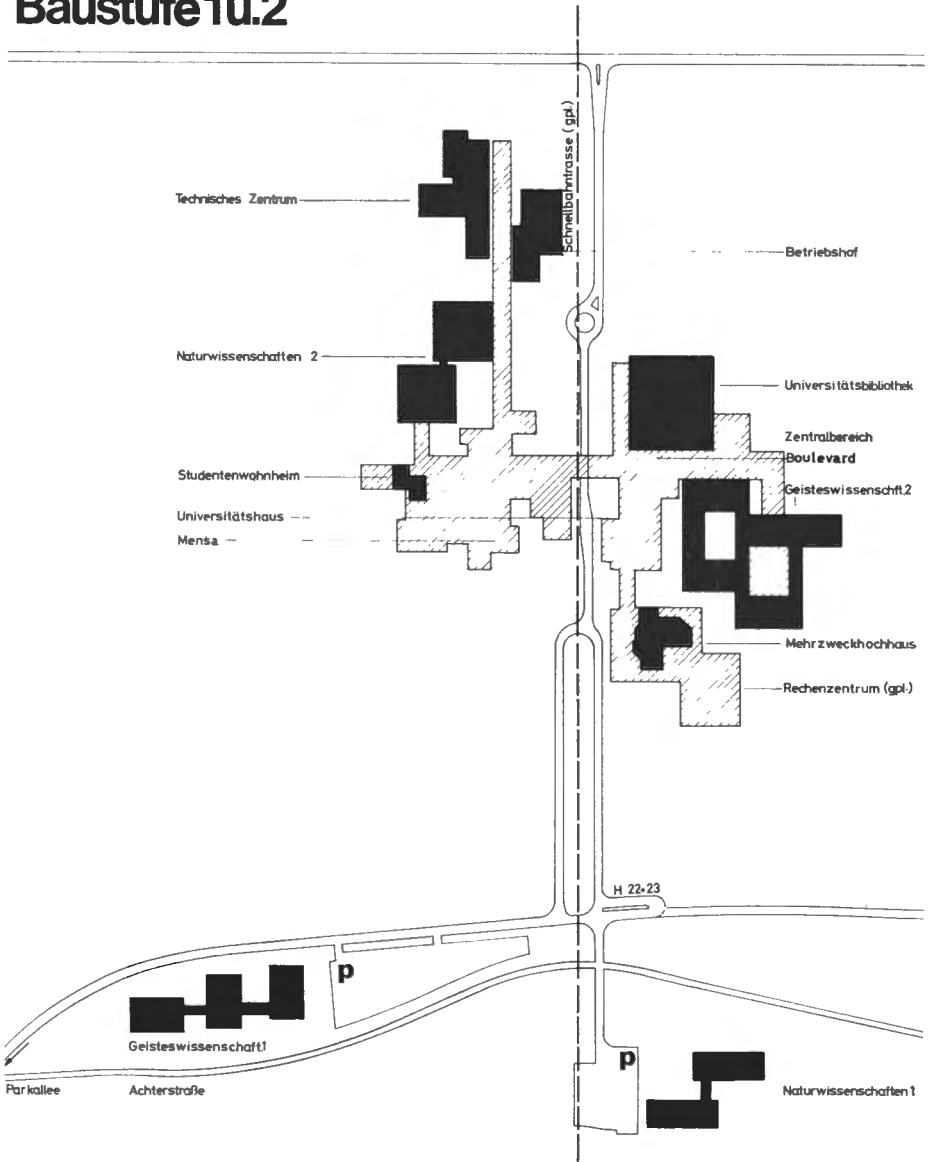 Baustufe 1u.2
Schnellbahntrasse (gpl.)
Technisches Zentrum
Betriebshof
Naturwissenschaften 2
Universitätsbibliothek
Zentralbereich
Boulevard
Studentenwohnheim
Geisteswissenschft.2
Universitätshaus
Mensa
Mehrzweckhochhaus
Rechenzentrum (gpl.)
H 22+23
p
Geisteswissenschaft.1
p
Parkallee
Achterstraße
Naturwissenschaften 1